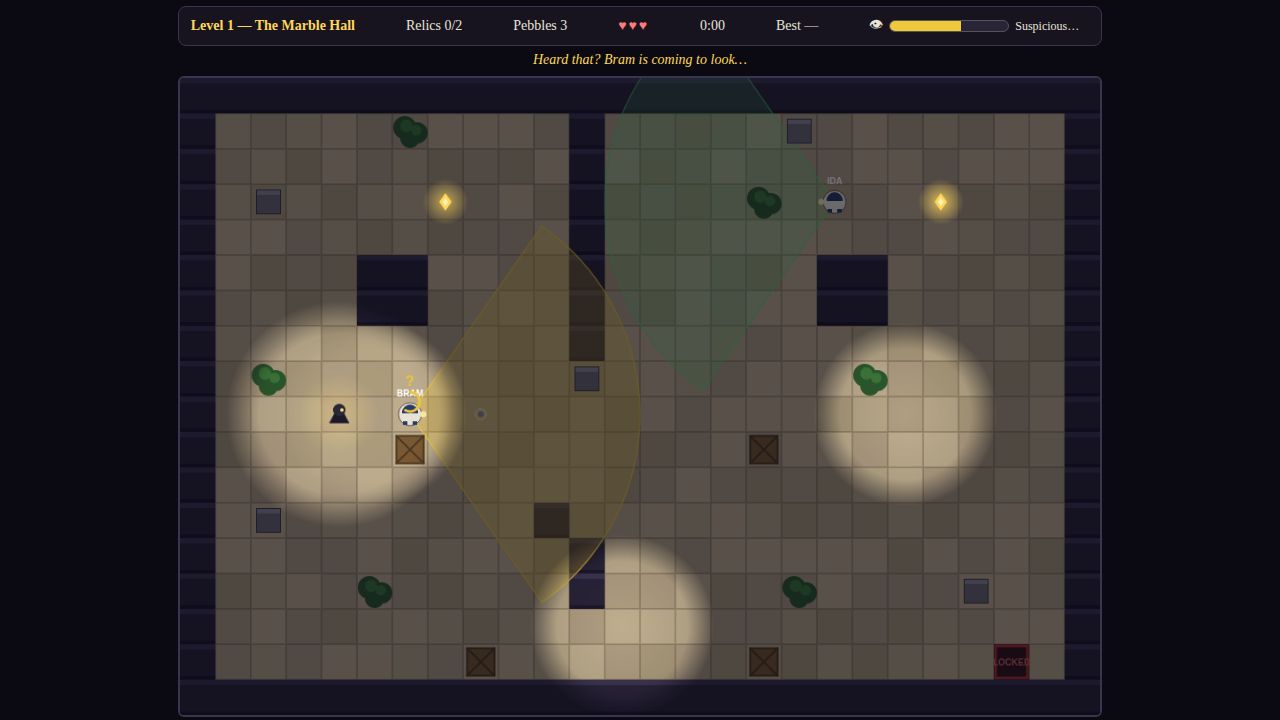 Level 1 — The Marble Hall Relics 0/2 Pebbles 3 ♥♥♥ 0:00 Best — Suspicious…
Heard that? Bram is coming to look…
IDA
?
BRAM
LOCKED